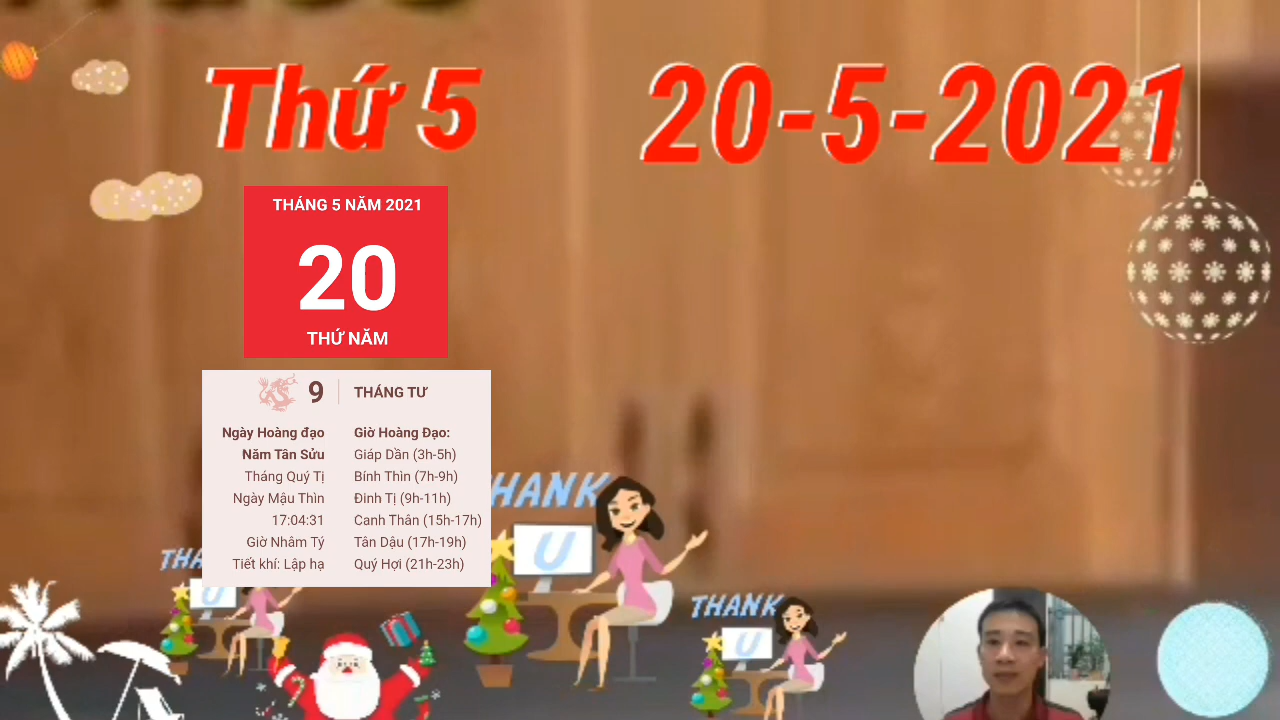 Thứ 5 20-5-2021
THÁNG 5 NĂM 2021
20
THỨ NĂM
9 THÁNG TƯ
Ngày Hoàng đạo Giờ Hoàng Đạo:
Năm Tân Sửu Giáp Dần (3h-5h)
Tháng Quý Tị Bính Thìn (7h-9h)
Ngày Mậu Thìn Đinh Tị (9h-11h)
17:04:31 Canh Thân (15h-17h)
Giờ Nhâm Tý Tân Dậu (17h-19h)
Tiết khí: Lập hạ Quý Hợi (21h-23h)
HANK
U
THA
U
THANK
U